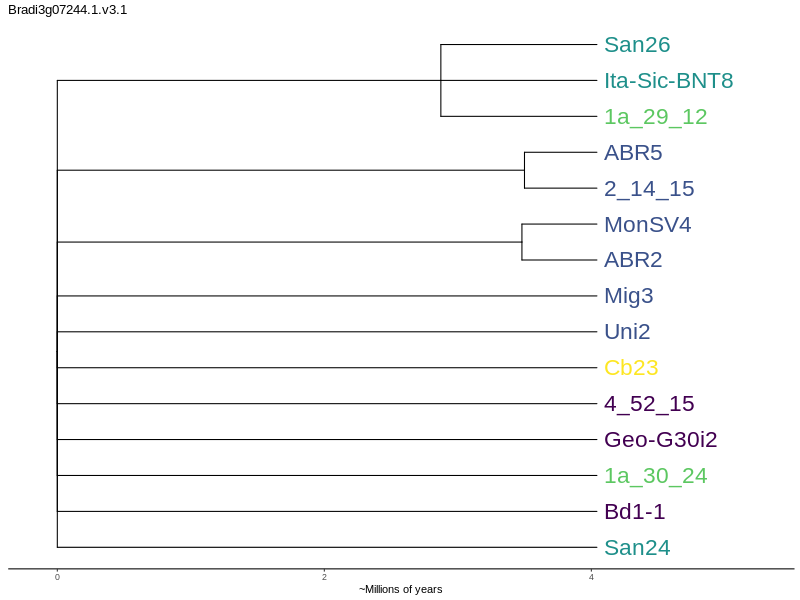 Bradi3g07244.1.v3.1
San26
Ita-Sic-BNT8
1a_29_12
ABR5
2_14_15
MonSV4
ABR2
Mig3
Uni2
Cb23
4_52_15
Geo-G30i2
1a_30_24
Bd1-1
San24
0 2 4
~Millions of years